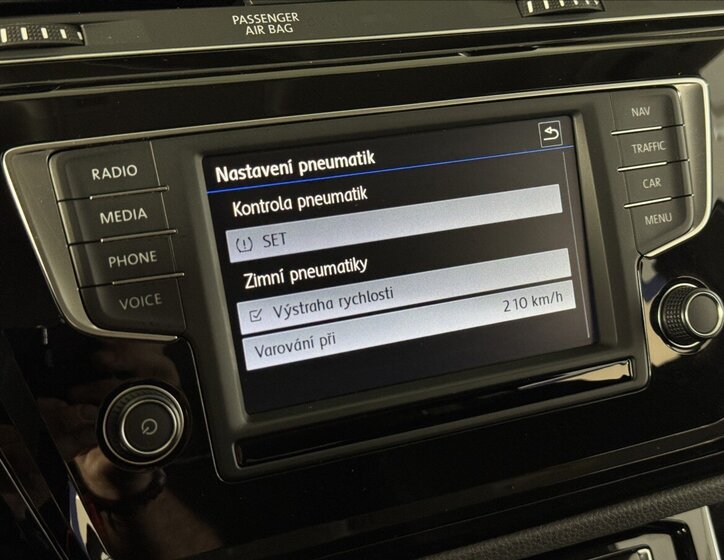 PASSENGER
AIR BAG
RADIO
MEDIA
PHONE
VOICE
Nastavení pneumatik
Kontrola pneumatik
SET
Zimní pneumatiky
Výstraha rychlosti
Varování při 210 km/h
NAV
TRAFFIC
CAR
MENU